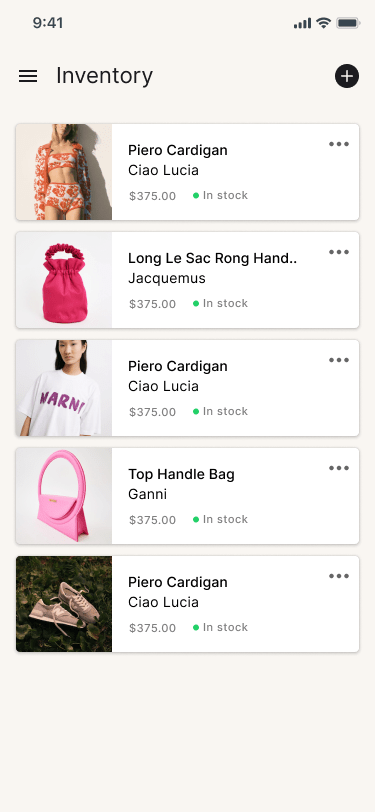 9:41
Inventory
Piero Cardigan
Ciao Lucia
$375.00 In stock
Long Le Sac Rong Hand..
Jacquemus
$375.00 In stock
MARNI
Piero Cardigan
Ciao Lucia
$375.00 In stock
Top Handle Bag
Ganni
$375.00 In stock
Piero Cardigan
Ciao Lucia
$375.00 In stock